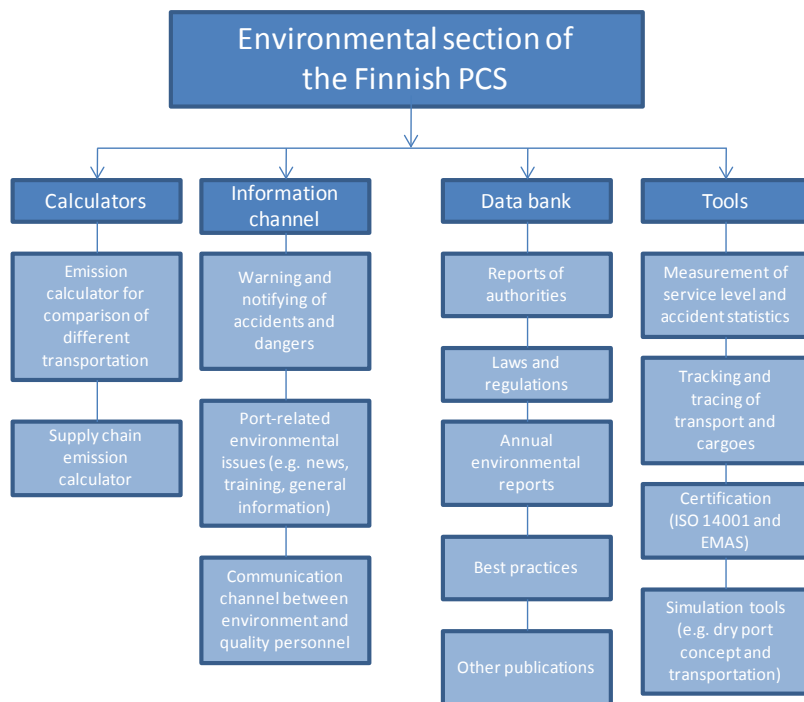 Environmental section of
the Finnish PCS
Calculators
Emission
calculator for
comparison of
different
transportation
Supply chain
emission
calculator
Information
channel
Warning and
notifying of
accidents and
dangers
Port-related
environmental
issues (e.g. news,
training, general
information)
Communication
channel between
environment and
quality personnel
Data bank
Reports of
authorities
Laws and
regulations
Annual
environmental
reports
Best practices
Other publications
Tools
Measurement of
service level and
accident statistics
Tracking and
tracing of
transport and
cargoes
Certification
(ISO 14001 and
EMAS)
Simulation tools
(e.g. dry port
concept and
transportation)